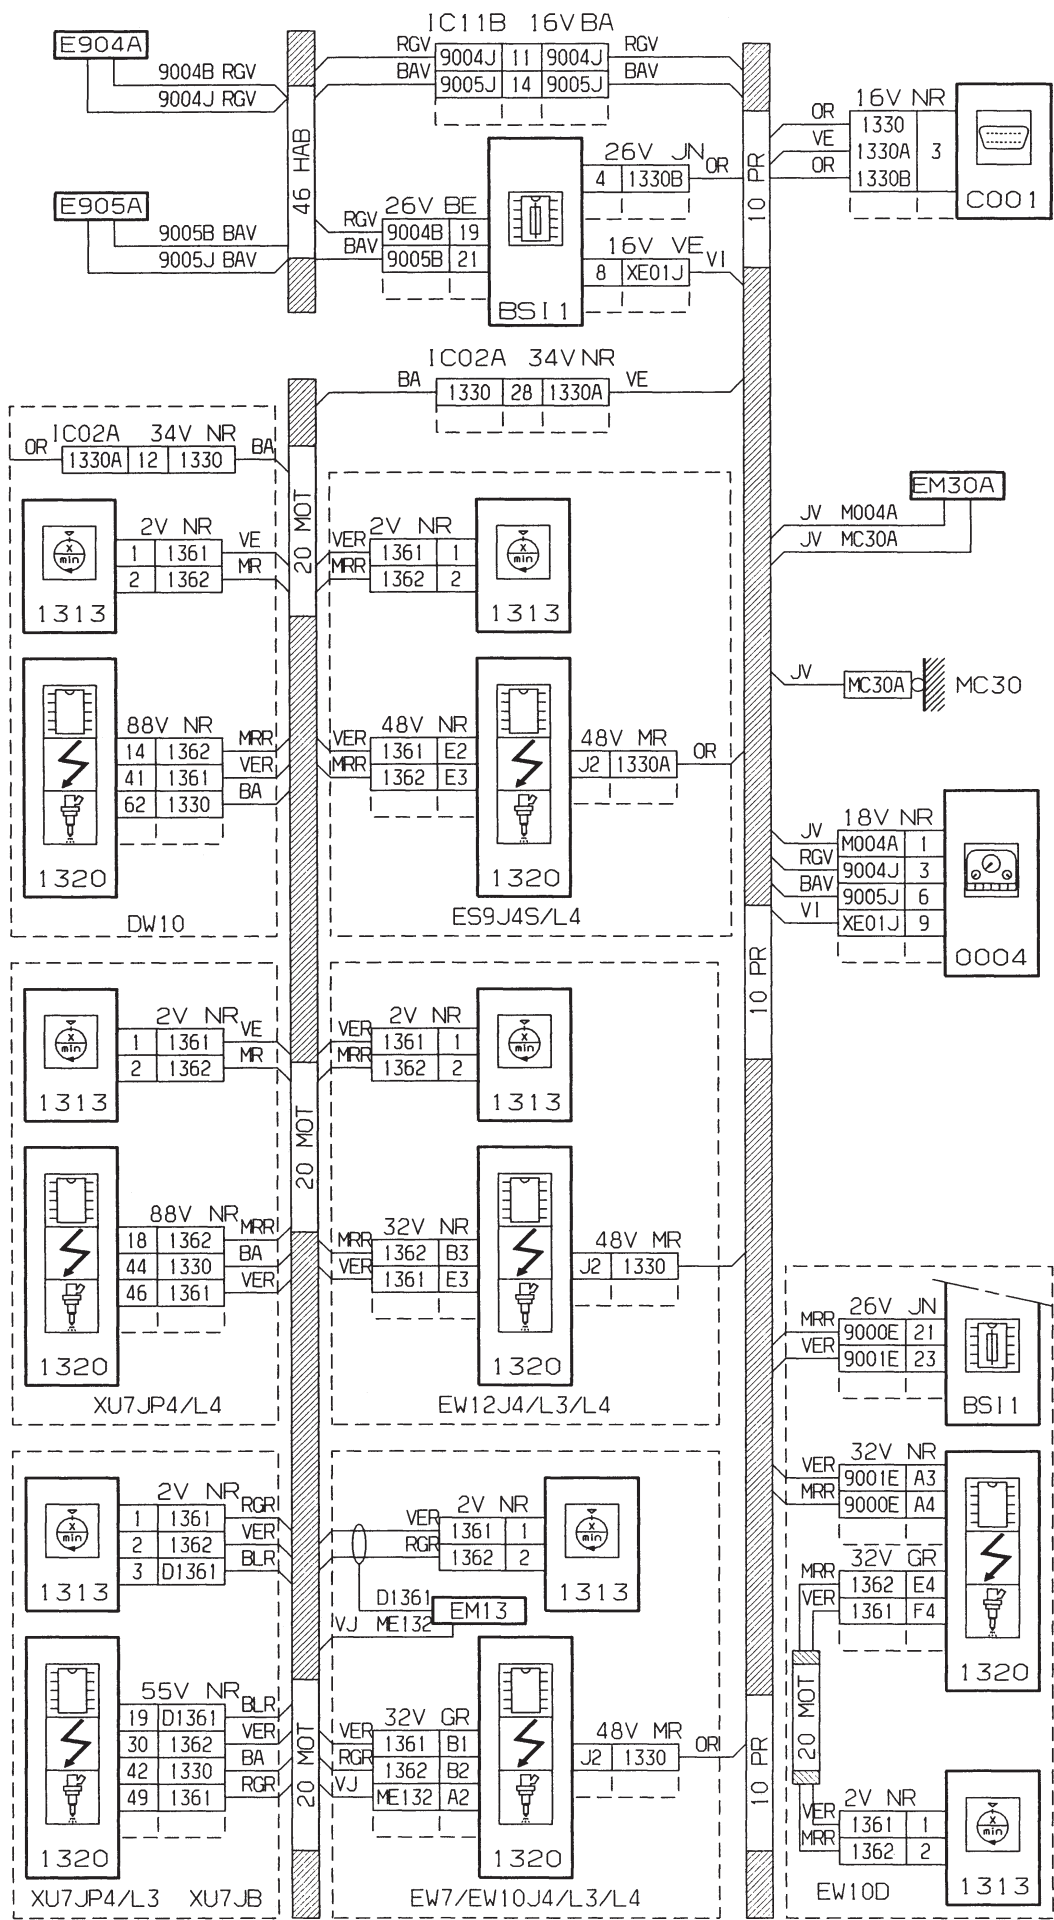 IC11B 16V BA
E904A
9004B RGV
9004J RGV
RGV 9004J 11 9004J RGV
BAV 9005J 14 9005J BAV
46 HAB
10 PR
16V NR
OR 1330
VE 1330A 3
OR 1330B
C001
26V JN
4 1330B OR
E905A
9005B BAV
9005J BAV
26V BE
RGV 9004B 19
BAV 9005B 21
16V VE
8 XE01J VI
BSI1
IC02A 34V NR
BA 1330 28 1330A VE
IC02A 34V NR
OR 1330A 12 1330 BA
20 MOT
2V NR
1 1361 VE
2 1362 MR
1313
88V NR
14 1362 MRR
41 1361 VER
62 1330 BA
1320
DW10
2V NR
VER 1361 1
MRR 1362 2
1313
48V NR
VER 1361 E2
MRR 1362 E3
48V MR
J2 1330A OR
1320
ES9J4S/L4
EM30A
JV M004A
JV MC30A
JV MC30A MC30
18V NR
JV M004A 1
RGV 9004J 3
BAV 9005J 6
VI XE01J 9
0004
10 PR
2V NR
1 1361 VE
2 1362 MR
1313
20 MOT
88V NR
18 1362 MRR
44 1330 BA
46 1361 VER
1320
XU7JP4/L4
2V NR
VER 1361 1
MRR 1362 2
1313
32V NR
MRR 1362 B3
VER 1361 E3
48V MR
J2 1330
1320
EW12J4/L3/L4
2V NR
1 1361 RGR
2 1362 VER
3 D1361 BLR
1313
55V NR
19 D1361 BLR
30 1362 VER
42 1330 BA
49 1361 RGR
1320
XU7JP4/L3 XU7JB
20 MOT
2V NR
VER 1361 1
RGR 1362 2
1313
D1361
EM13
VJ ME132
32V GR
VER 1361 B1
RGR 1362 B2
VJ ME132 A2
48V MR
J2 1330 OR
1320
EW7/EW10J4/L3/L4
10 PR
26V JN
MRR 9000E 21
VER 9001E 23
BSI1
32V NR
VER 9001E A3
MRR 9000E A4
32V GR
MRR 1362 E4
VER 1361 F4
1320
20 MOT
2V NR
VER 1361 1
MRR 1362 2
1313
EW10D
x
min
x
min
x
min
x
min
x
min
x
min
x
min